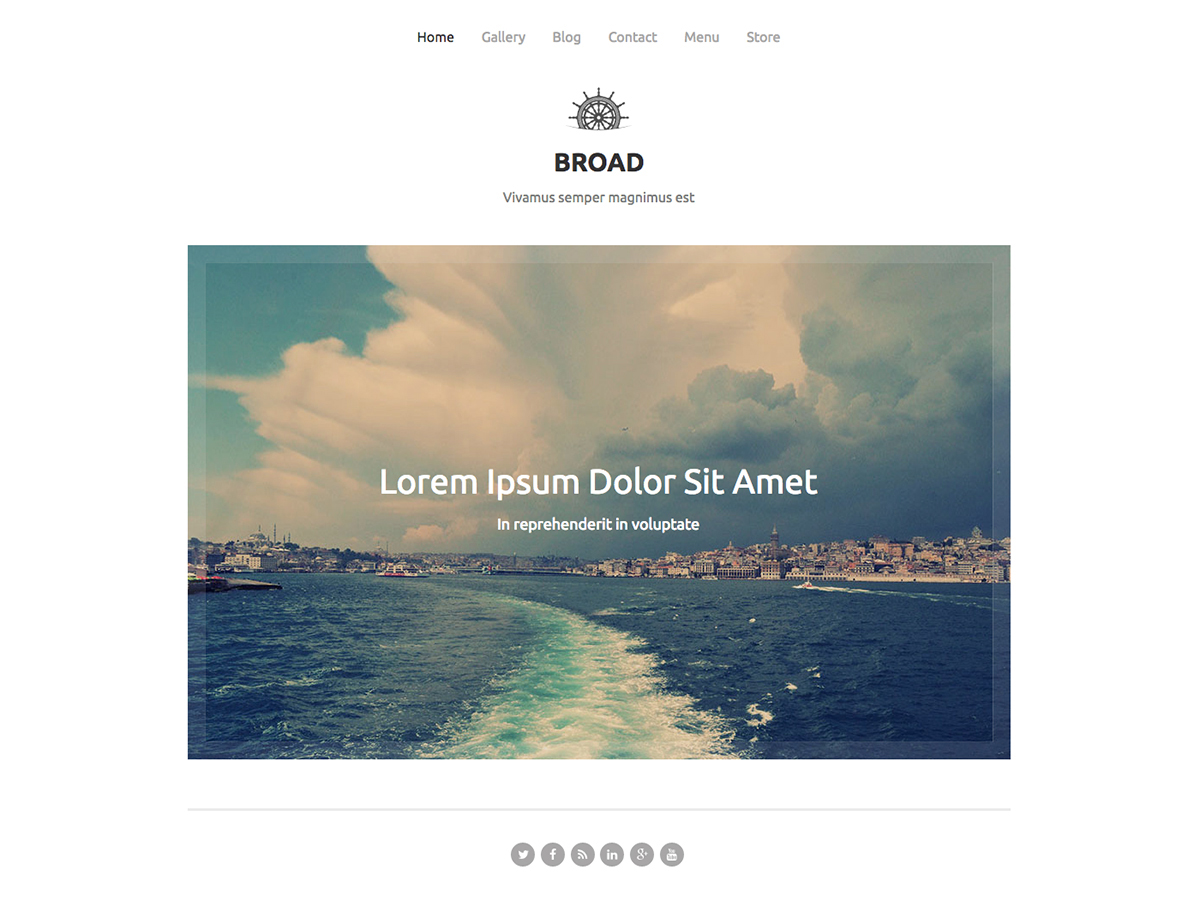 Home Gallery Blog Contact Menu Store
BROAD
Vivamus semper magnimus est
Lorem Ipsum Dolor Sit Amet
In reprehenderit in voluptate